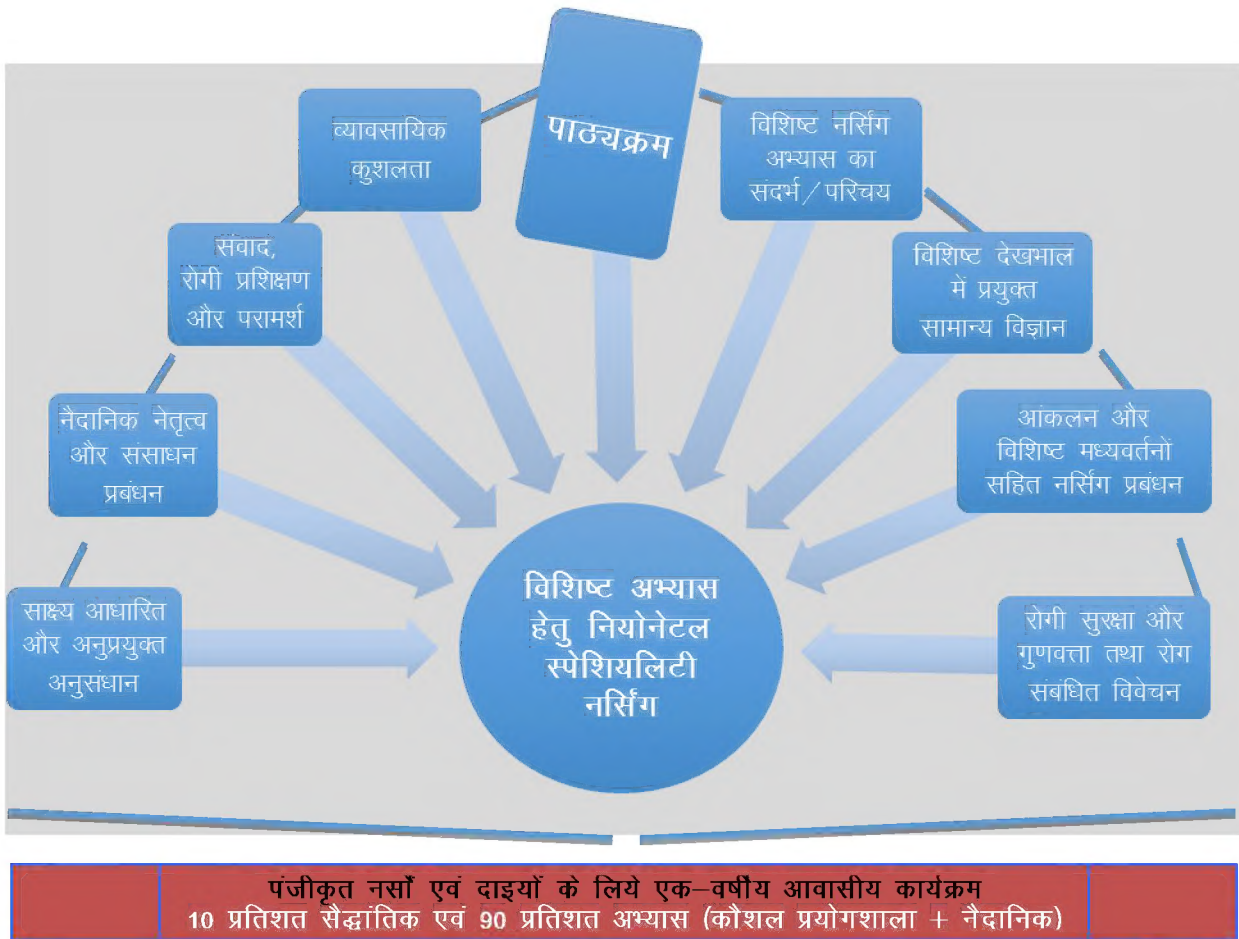 पाठ्यक्रम
व्यावसायिक
कुशलता
संवाद,
रोगी प्रशिक्षण
और परामर्श
नैदानिक नेतृत्व
और संसाधन
प्रबंधन
साक्ष्य आधारित
और अनुप्रयुक्त
अनुसंधान
विशिष्ट नर्सिंग
अभ्यास का
संदर्भ/परिचय
विशिष्ट देखभाल
में प्रयुक्त
सामान्य विज्ञान
आंकलन और
विशिष्ट मध्यवर्तनों
सहित नर्सिंग प्रबंधन
रोगी सुरक्षा और
गुणवत्ता तथा रोग
संबंधित विवेचन
विशिष्ट अभ्यास
हेतु नियोनेटल
स्पेशियलिटी
नर्सिंग
पंजीकृत नर्सों एवं दाइयों के लिये एक–वर्षीय आवासीय कार्यक्रम
10 प्रतिशत सैद्धांतिक एवं 90 प्रतिशत अभ्यास (कौशल प्रयोगशाला + नैदानिक)